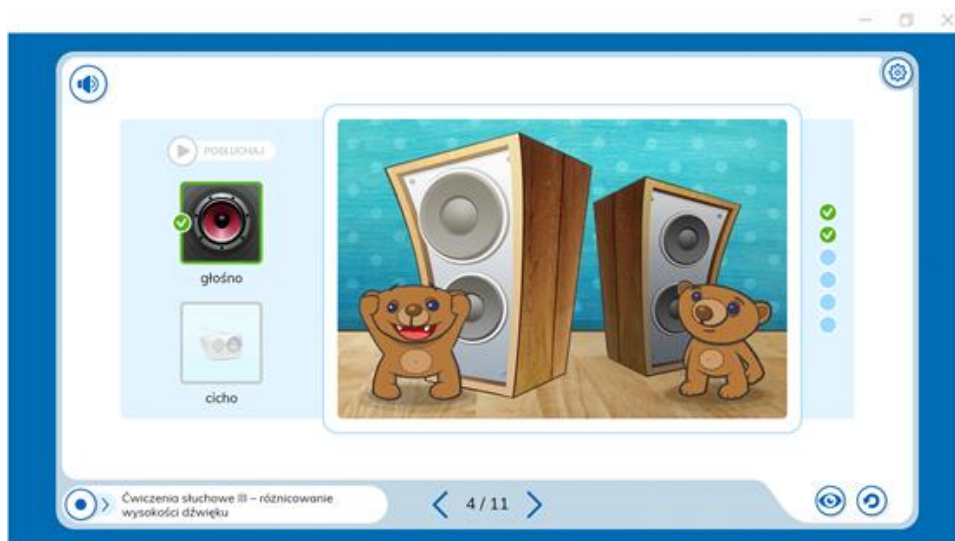 POSŁUCHAJ
głośno
cicho
Ćwiczenia słuchowe III – różnicowanie
wysokości dźwięku
4 / 11